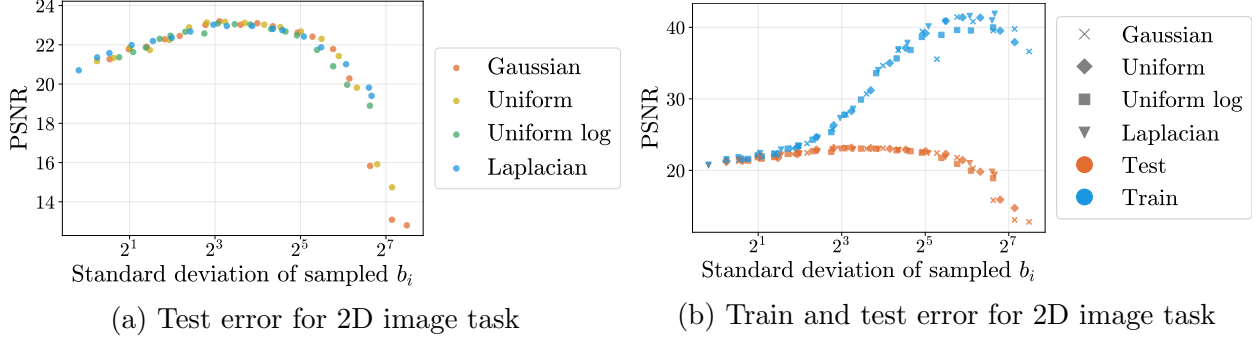 24
22
20
18
16
14
PSNR
2^1
2^3
2^5
2^7
Standard deviation of sampled b_i
Gaussian
Uniform
Uniform log
Laplacian
(a) Test error for 2D image task
40
30
20
PSNR
2^1
2^3
2^5
2^7
Standard deviation of sampled b_i
Gaussian
Uniform
Uniform log
Laplacian
Test
Train
(b) Train and test error for 2D image task